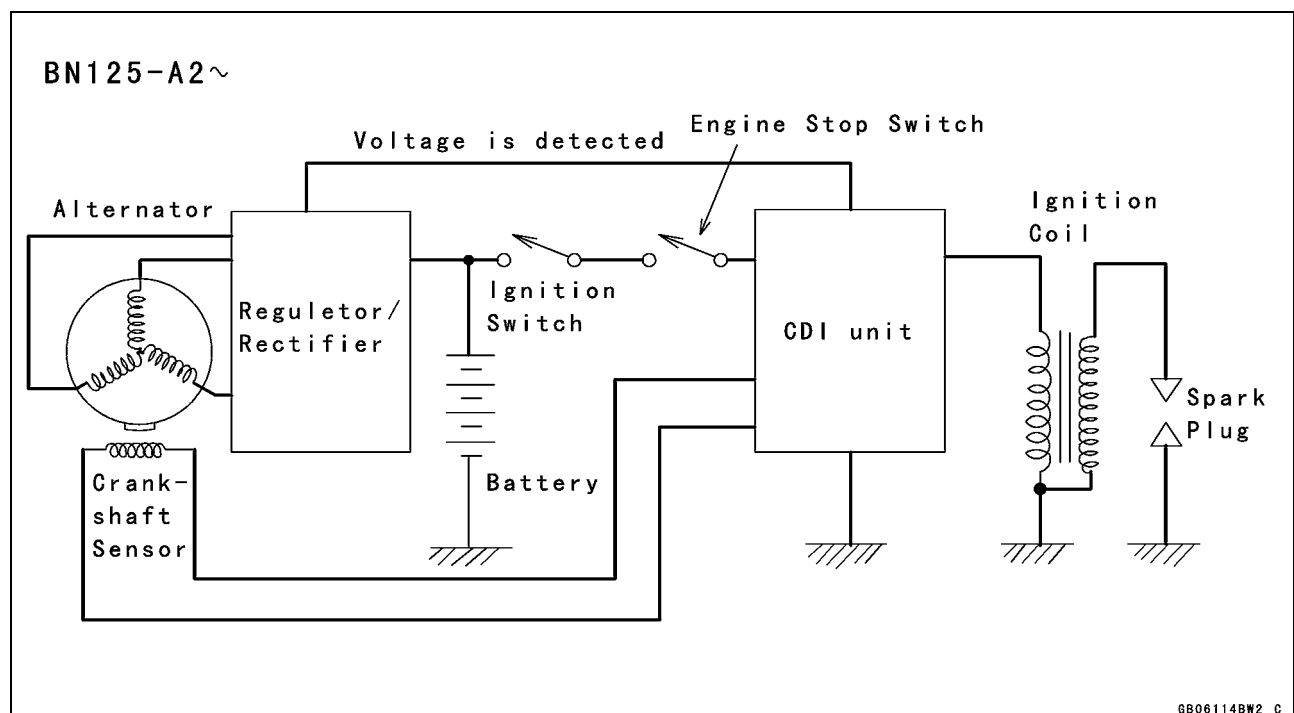 BN125-A2~
Engine Stop Switch
Voltage is detected
Alternator
Ignition
Coil
Reguletor/
Rectifier
Ignition
Switch
CDI unit
Spark
Plug
Battery
Crank-
shaft
Sensor
GB06114BW2 C